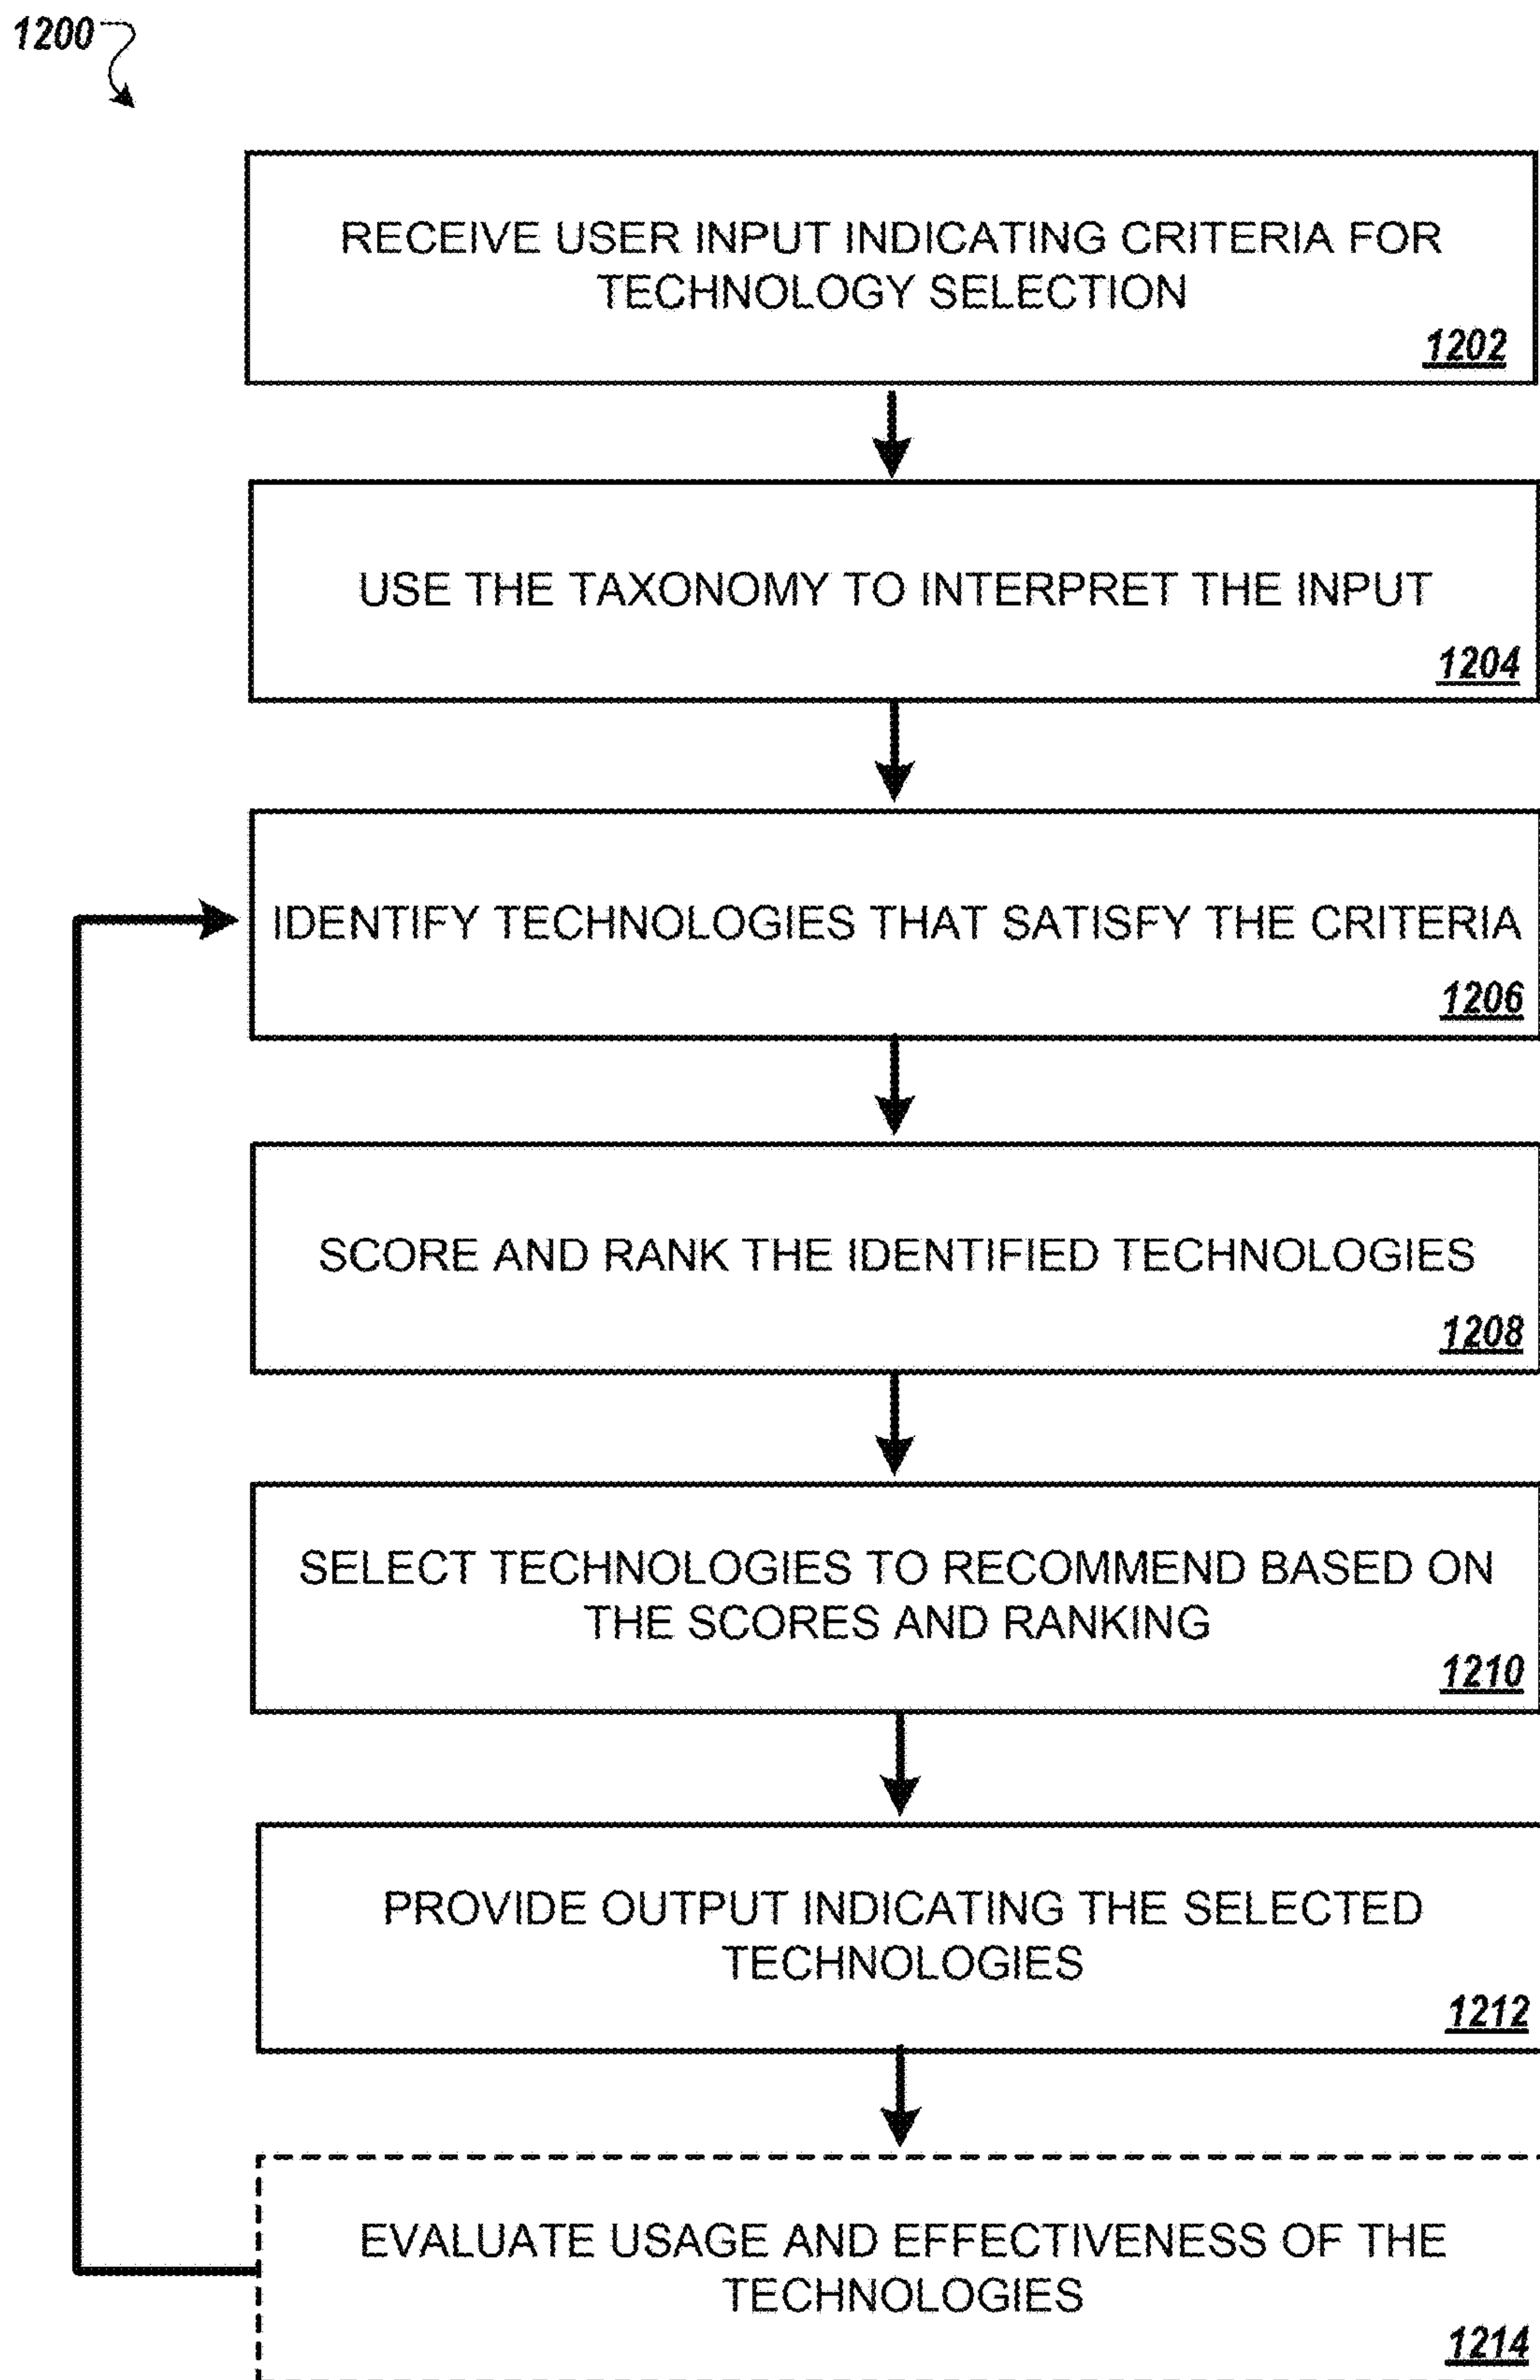 1200
RECEIVE USER INPUT INDICATING CRITERIA FOR
TECHNOLOGY SELECTION
1202
USE THE TAXONOMY TO INTERPRET THE INPUT
1204
IDENTIFY TECHNOLOGIES THAT SATISFY THE CRITERIA
1206
SCORE AND RANK THE IDENTIFIED TECHNOLOGIES
1208
SELECT TECHNOLOGIES TO RECOMMEND BASED ON
THE SCORES AND RANKING
1210
PROVIDE OUTPUT INDICATING THE SELECTED
TECHNOLOGIES
1212
EVALUATE USAGE AND EFFECTIVENESS OF THE
TECHNOLOGIES
1214